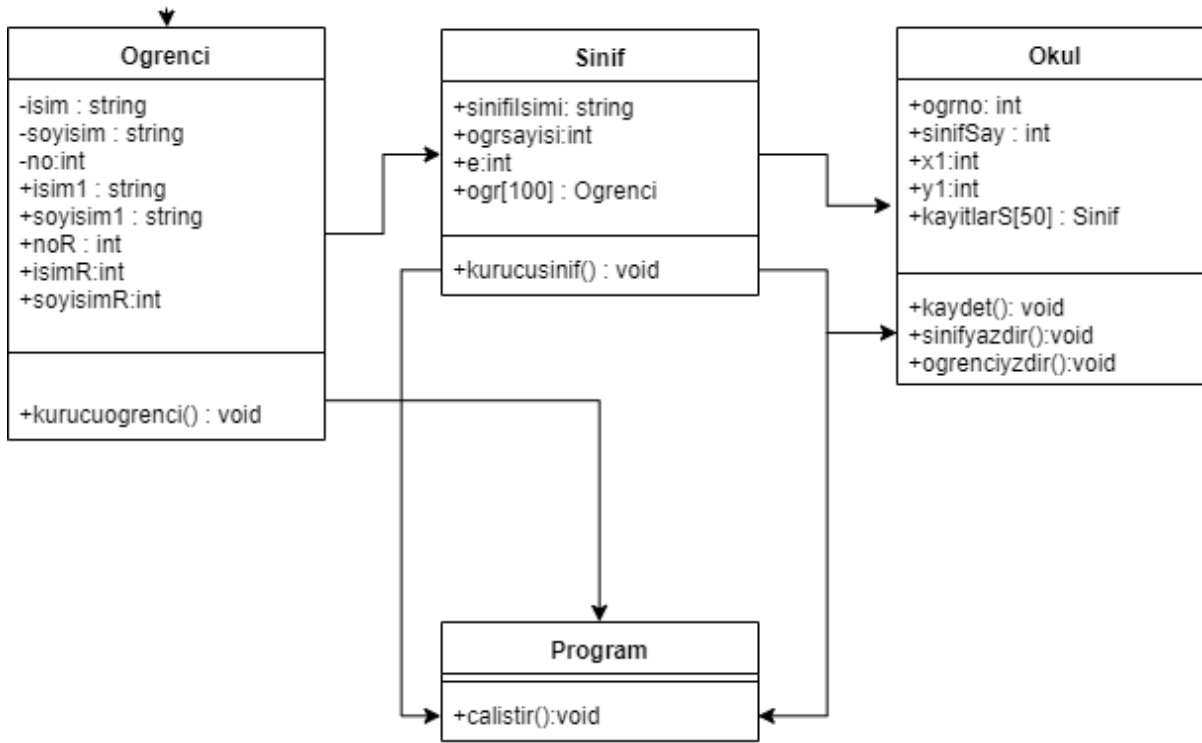 Ogrenci
-isim : string
-soyisim : string
-no:int
+isim1 : string
+soyisim1 : string
+noR : int
+isimR:int
+soyisimR:int
+kurucuogrenci() : void
Sinif
+sinifilsimi: string
+ogrsayisi:int
+e:int
+ogr[100] : Ogrenci
+kurucusinif() : void
Okul
+ogrno: int
+sinifSay : int
+x1:int
+y1:int
+kayitlarS[50] : Sinif
+kaydet(): void
+sinifyazdir():void
+ogrenciyzdir():void
Program
+calistir():void